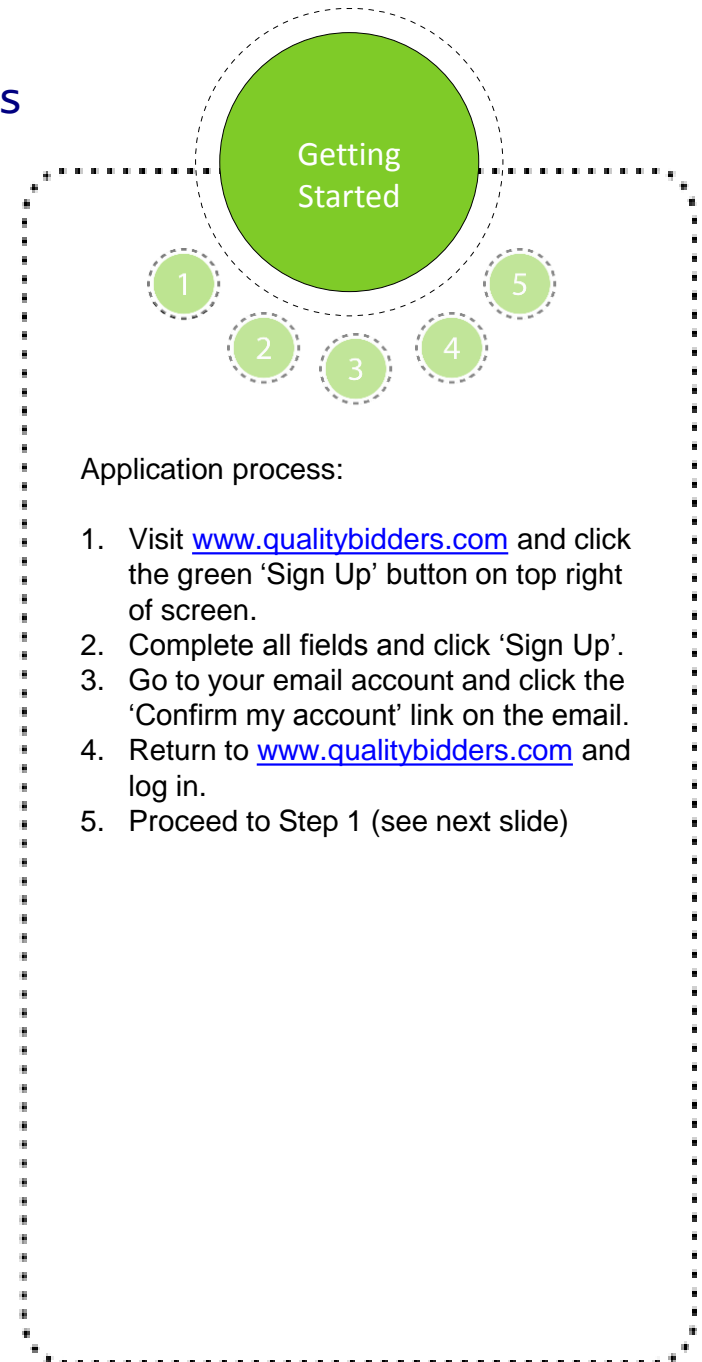 s
Getting
Started
1
5
2
4
3
Application process:
1. Visit www.qualitybidders.com and click
the green ‘Sign Up’ button on top right
of screen.
2. Complete all fields and click ‘Sign Up’.
3. Go to your email account and click the
‘Confirm my account’ link on the email.
4. Return to www.qualitybidders.com and
log in.
5. Proceed to Step 1 (see next slide)